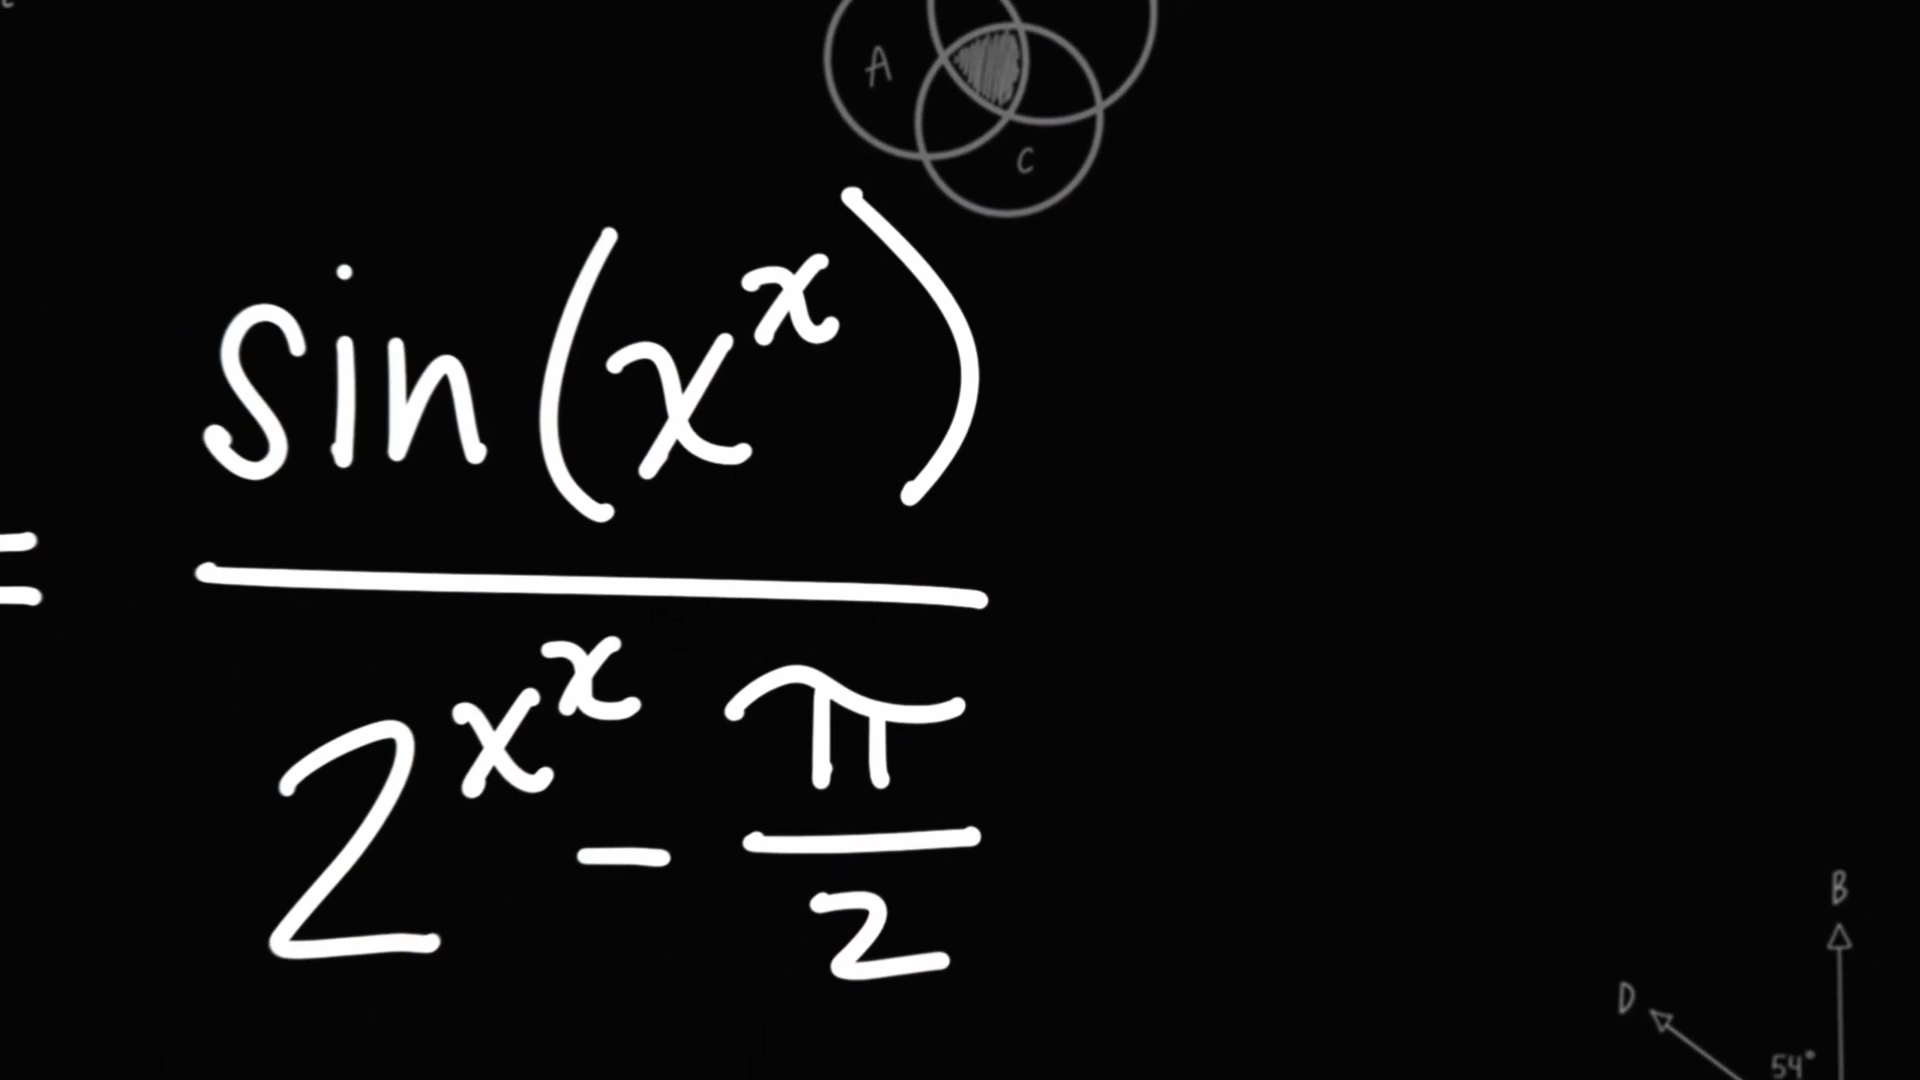 A
C
= sin(x^x)
2^{x^x} - π/2
B
D
54°